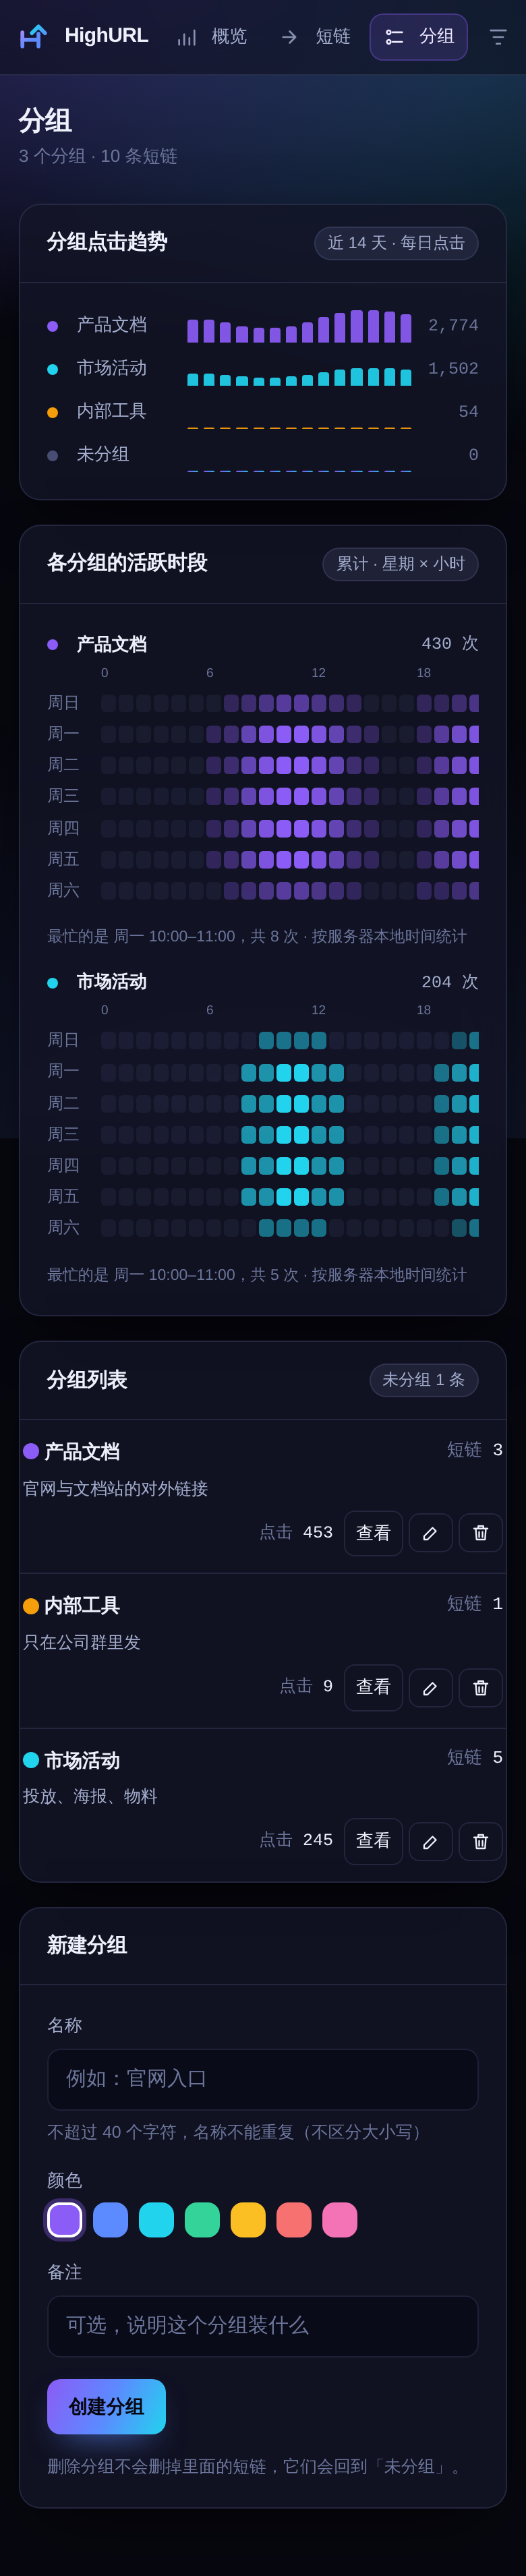 HighURL 概览 短链 分组
分组
3 个分组 · 10 条短链
分组点击趋势 近 14 天 · 每日点击
产品文档 2,774
市场活动 1,502
内部工具 54
未分组 0
各分组的活跃时段 累计 · 星期 × 小时
产品文档 430 次
0 6 12 18
周日
周一
周二
周三
周四
周五
周六
最忙的是 周一 10:00–11:00，共 8 次 · 按服务器本地时间统计
市场活动 204 次
0 6 12 18
周日
周一
周二
周三
周四
周五
周六
最忙的是 周一 10:00–11:00，共 5 次 · 按服务器本地时间统计
分组列表 未分组 1 条
产品文档 短链 3
官网与文档站的对外链接
点击 453 查看
内部工具 短链 1
只在公司群里发
点击 9 查看
市场活动 短链 5
投放、海报、物料
点击 245 查看
新建分组
名称
例如：官网入口
不超过 40 个字符，名称不能重复（不区分大小写）
颜色
备注
可选，说明这个分组装什么
创建分组
删除分组不会删掉里面的短链，它们会回到「未分组」。